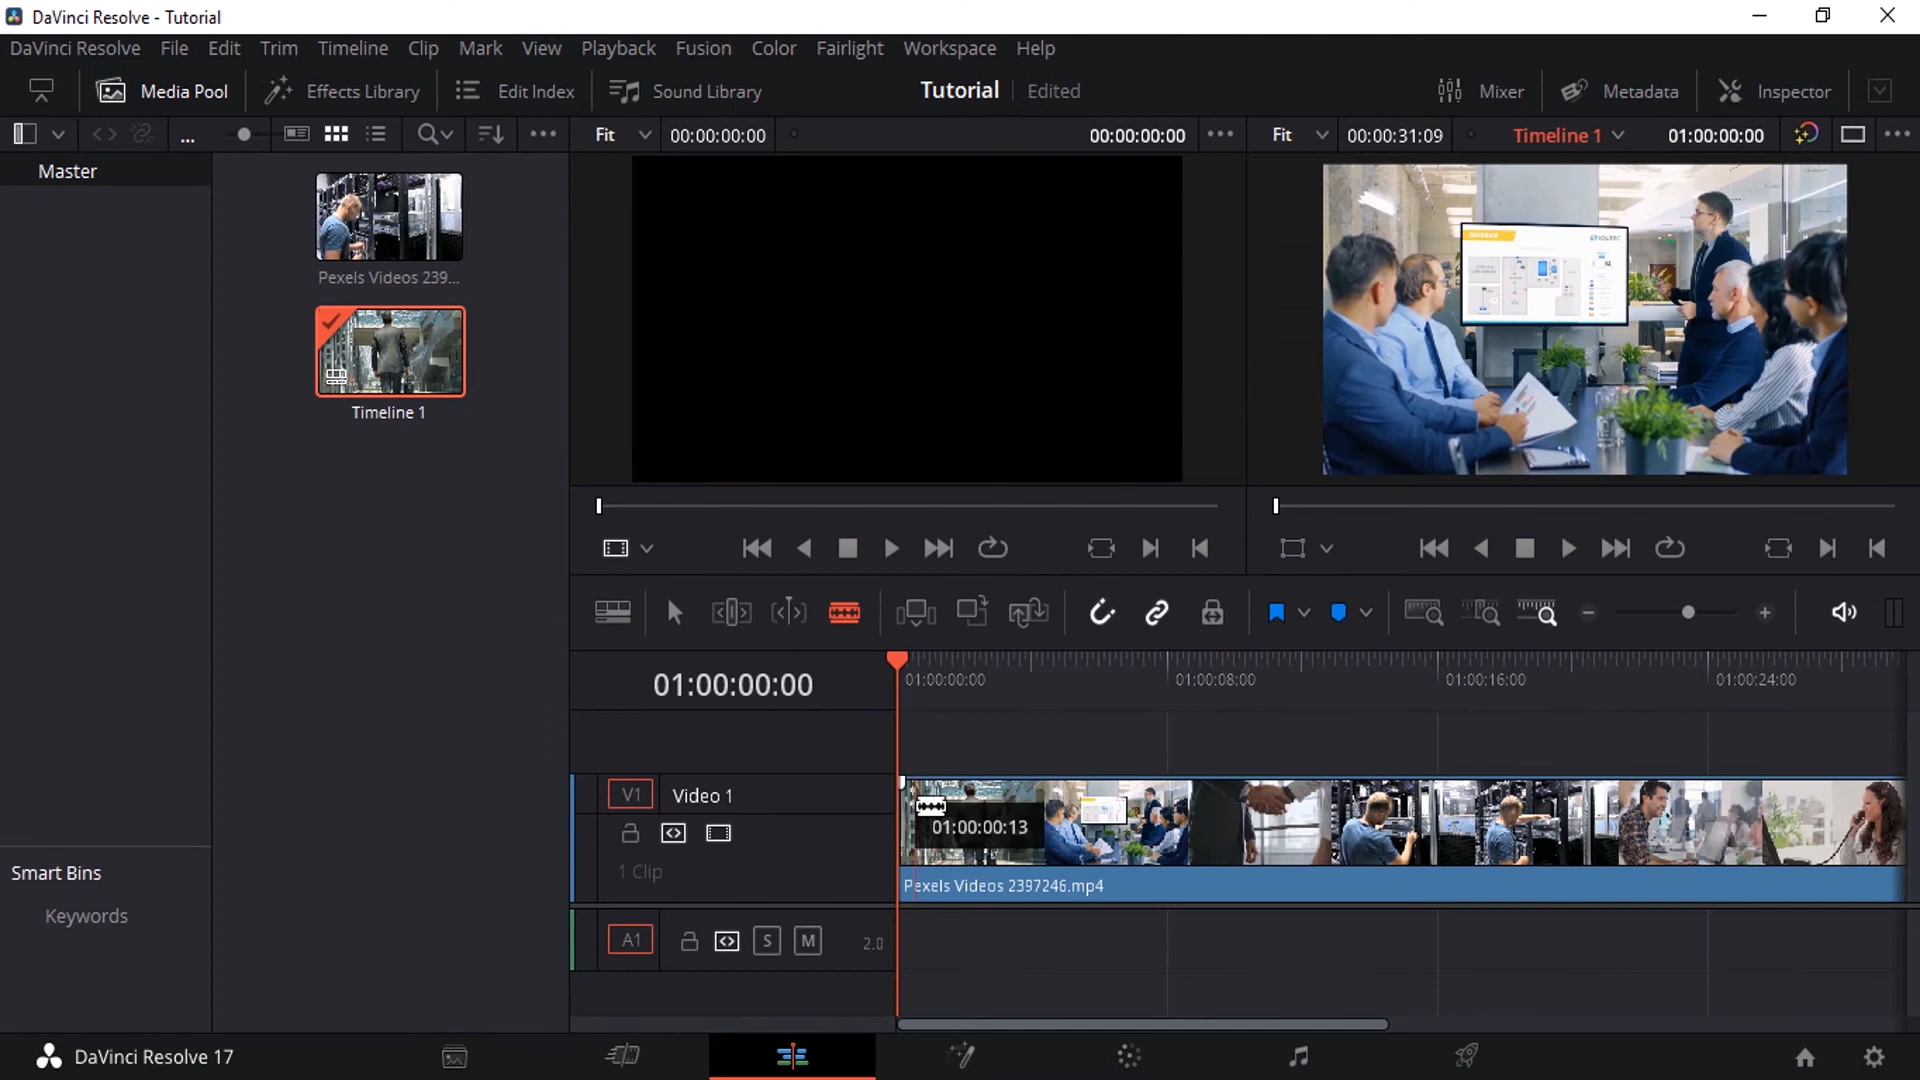 DaVinci Resolve - Tutorial
DaVinci Resolve File Edit Trim Timeline Clip Mark View Playback Fusion Color Fairlight Workspace Help
Media Pool Effects Library Edit Index Sound Library Tutorial Edited Mixer Metadata Inspector
... Fit 00:00:00:00 00:00:00:00 Fit 00:00:31:09 Timeline 1 01:00:00:00
Master
DIAGRAM
Pexels Videos 239...
Timeline 1
01:00:00:00
01:00:00:00 01:00:08:00 01:00:16:00 01:00:24:00
V1 Video 1
01:00:00:13
1 Clip
Smart Bins
Pexels Videos 2397246.mp4
Keywords
A1 S M 2.0
DaVinci Resolve 17